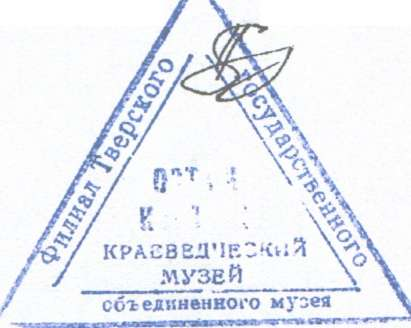 Филиал Тверского
государственного
КРАЕВЕДЧЕСКИЙ
МУЗЕЙ
объединенного музея